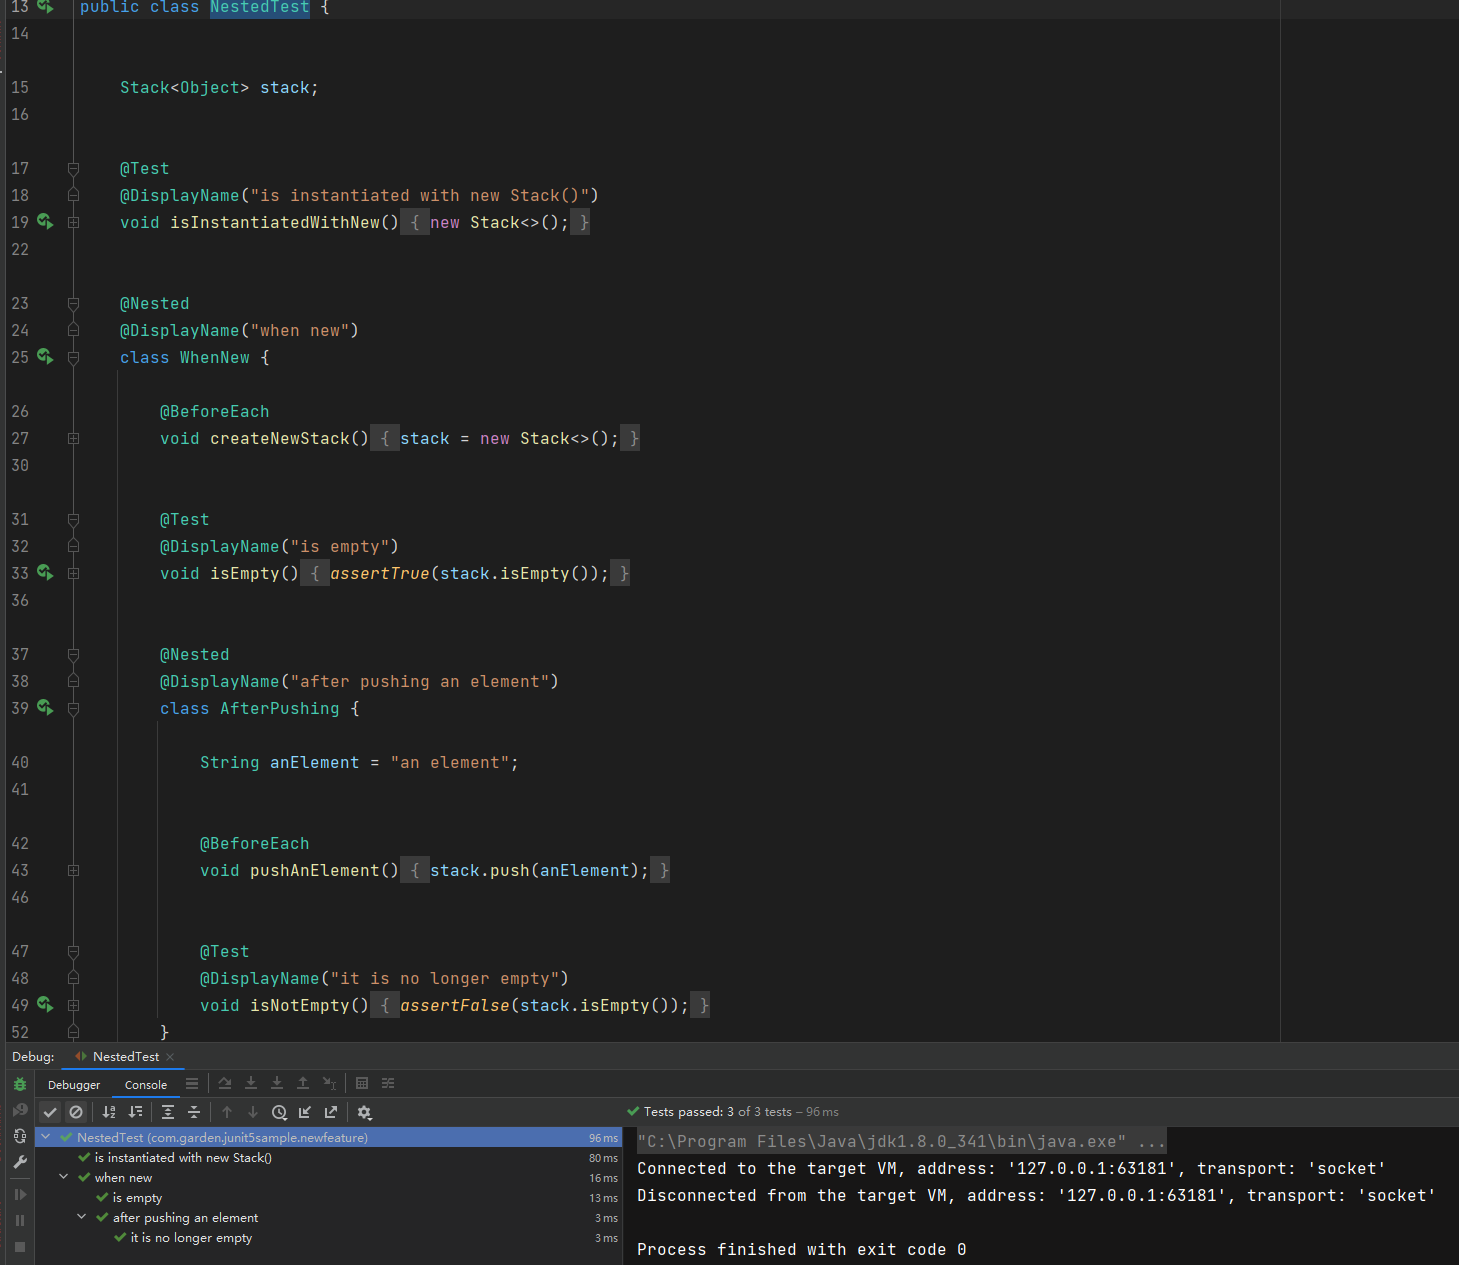 13 public class NestedTest {
14
15 Stack<Object> stack;
16
17 @Test
18 @DisplayName("is instantiated with new Stack()")
19 void isInstantiatedWithNew() { new Stack<>(); }
22
23 @Nested
24 @DisplayName("when new")
25 class WhenNew {
26 @BeforeEach
27 void createNewStack() { stack = new Stack<>(); }
30
31 @Test
32 @DisplayName("is empty")
33 void isEmpty() { assertTrue(stack.isEmpty()); }
36
37 @Nested
38 @DisplayName("after pushing an element")
39 class AfterPushing {
40 String anElement = "an element";
41
42 @BeforeEach
43 void pushAnElement() { stack.push(anElement); }
46
47 @Test
48 @DisplayName("it is no longer empty")
49 void isNotEmpty() { assertFalse(stack.isEmpty()); }
52 }
Debug: NestedTest
Debugger Console
Tests passed: 3 of 3 tests – 96 ms
NestedTest (com.garden.junit5sample.newfeature) 96 ms
is instantiated with new Stack() 80 ms
when new 16 ms
is empty 13 ms
after pushing an element 3 ms
it is no longer empty 3 ms
"C:\Program Files\Java\jdk1.8.0_341\bin\java.exe" ...
Connected to the target VM, address: '127.0.0.1:63181', transport: 'socket'
Disconnected from the target VM, address: '127.0.0.1:63181', transport: 'socket'
Process finished with exit code 0